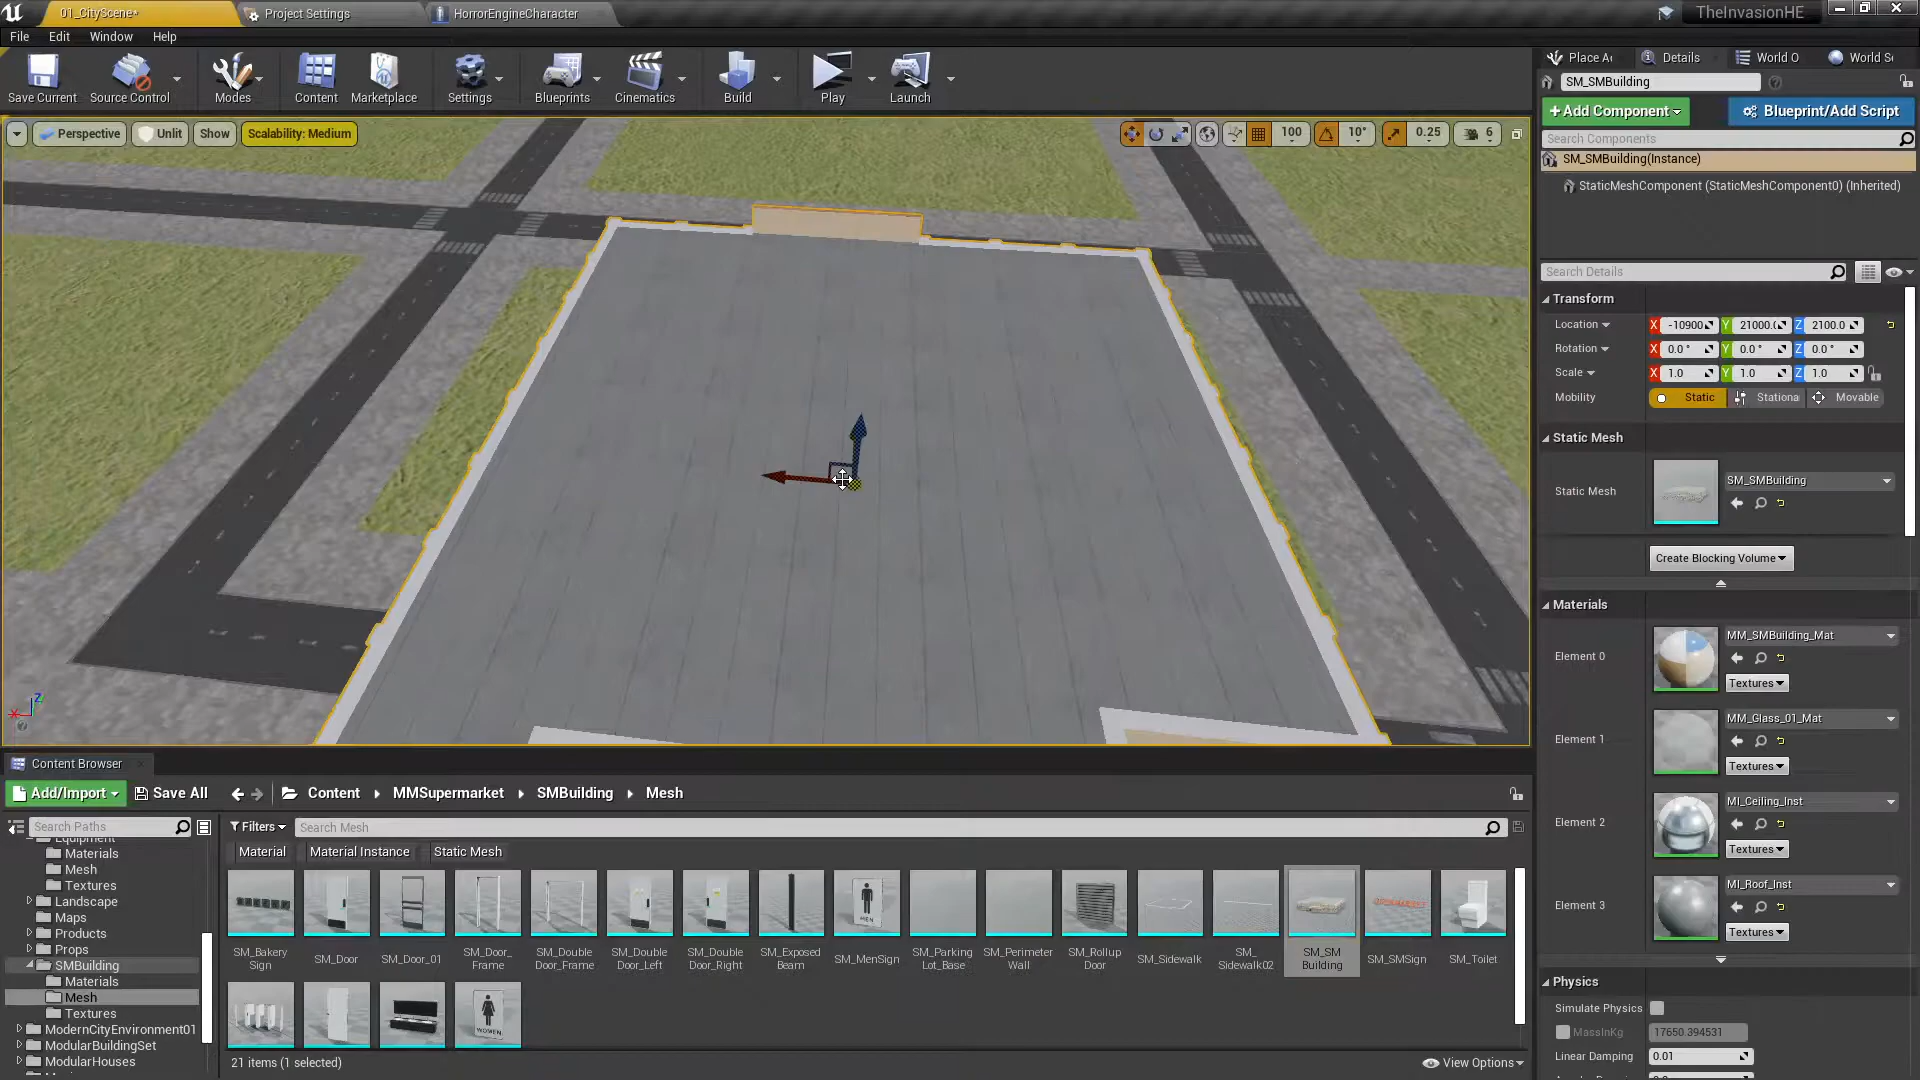 01_CityScene*
Project Settings
HorrorEngineCharacter
TheInvasionHE
File
Edit
Window
Help
Save Current
Source Control
Modes
Content
Marketplace
Settings
Blueprints
Cinematics
Build
Play
Launch
Perspective
Unlit
Show
Scalability: Medium
100
10°
0.25
6
Place Ac
Details
World O
World Se
SM_SMBuilding
+Add Component
Blueprint/Add Script
Search Components
SM_SMBuilding(Instance)
StaticMeshComponent (StaticMeshComponent0) (Inherited)
Search Details
Transform
Location
X
-10900
Y
21000.(
Z
2100.0
Rotation
X
0.0 °
Y
0.0 °
Z
0.0 °
Scale
X
1.0
Y
1.0
Z
1.0
Mobility
Static
Stationa
Movable
Static Mesh
Static Mesh
SM_SMBuilding
Create Blocking Volume
Materials
Element 0
MM_SMBuilding_Mat
Textures
Element 1
MM_Glass_01_Mat
Textures
Element 2
MI_Ceiling_Inst
Textures
Element 3
MI_Roof_Inst
Textures
Physics
Simulate Physics
MassInKg
17650.394531
Linear Damping
0.01
Content Browser
Add/Import
Save All
Content
MMSupermarket
SMBuilding
Mesh
Search Paths
Filters
Search Mesh
Material
Material Instance
Static Mesh
Equipment
Materials
Mesh
Textures
Landscape
Maps
Products
Props
SMBuilding
Materials
Mesh
Textures
ModernCityEnvironment01
ModularBuildingSet
ModularHouses
SM_Bakery
Sign
SM_Door
SM_Door_01
SM_Door_
Frame
SM_Double
Door_Frame
SM_Double
Door_Left
SM_Double
Door_Right
SM_Exposed
Beam
SM_MenSign
SM_Parking
Lot_Base
SM_Perimeter
Wall
SM_Rollup
Door
SM_Sidewalk
SM_
Sidewalk02
SM_SM
Building
SM_SMSign
SM_Toilet
MEN
WOMEN
21 items (1 selected)
View Options
Z
X